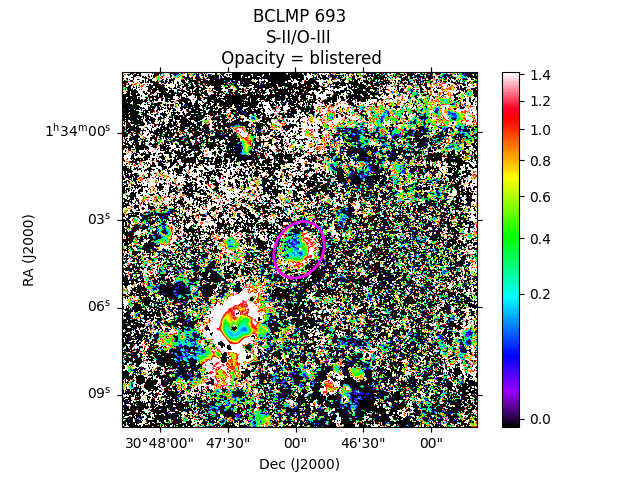 BCLMP 693
S-II/O-III
Opacity = blistered
1.4
1.2
1.0
0.8
0.6
0.4
0.2
0.0
1ʰ34ᵐ00ˢ
03ˢ
06ˢ
09ˢ
RA (J2000)
30°48'00" 47'30" 00" 46'30" 00"
Dec (J2000)